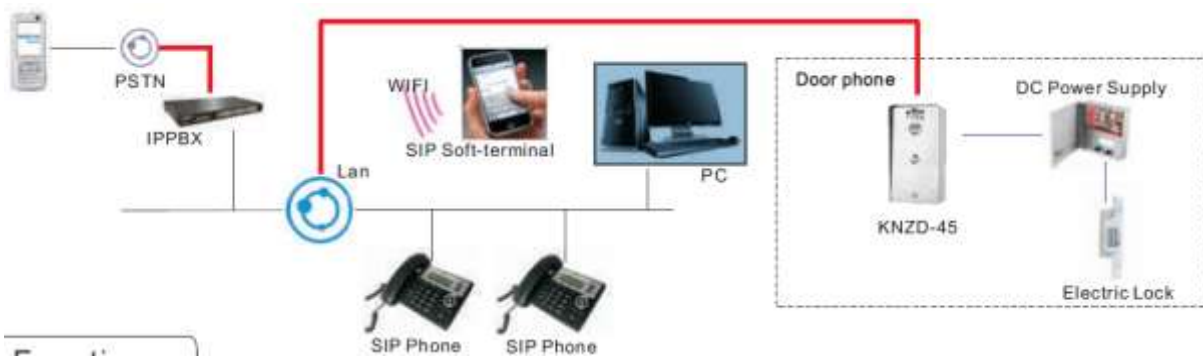 PSTN
IPPBX
WIFI
SIP Soft-terminal
Lan
PC
SIP Phone
SIP Phone
Door phone
DC Power Supply
KNZD-45
Electric Lock